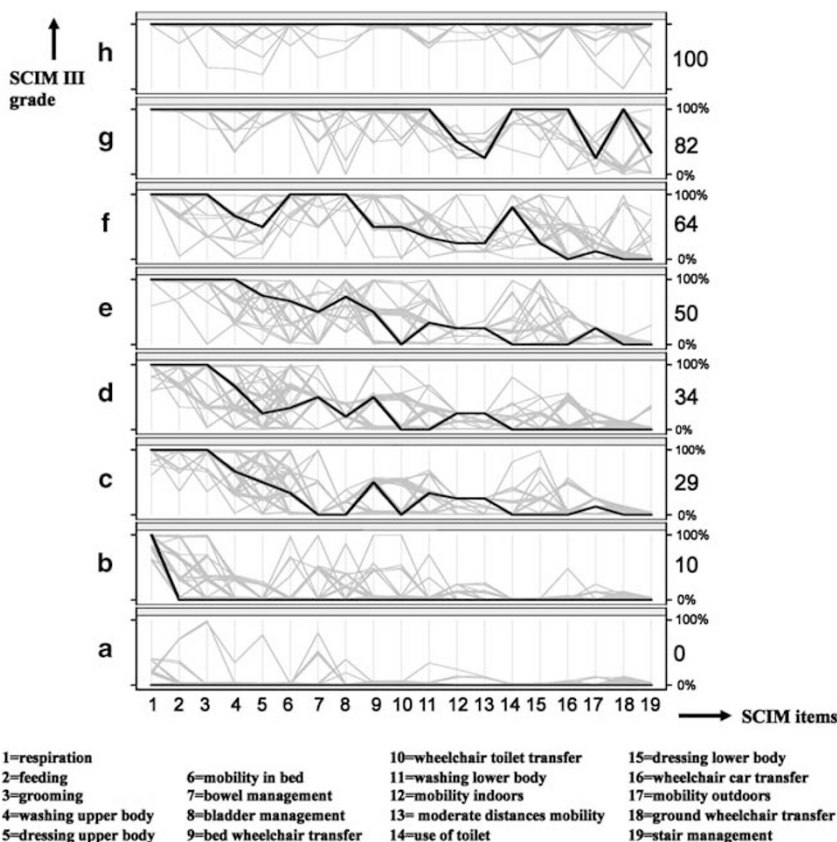 SCIM III
grade
h
100
g
100%
82
0%
f
100%
64
0%
e
100%
50
0%
d
100%
34
0%
c
100%
29
0%
b
100%
10
0%
a
100%
0
0%
1 2 3 4 5 6 7 8 9 10 11 12 13 14 15 16 17 18 19
SCIM items
1=respiration
2=feeding
3=grooming
4=washing upper body
5=dressing upper body
6=mobility in bed
7=bowel management
8=bladder management
9=bed wheelchair transfer
10=wheelchair toilet transfer
11=washing lower body
12=mobility indoors
13= moderate distances mobility
14=use of toilet
15=dressing lower body
16=wheelchair car transfer
17=mobility outdoors
18=ground wheelchair transfer
19=stair management